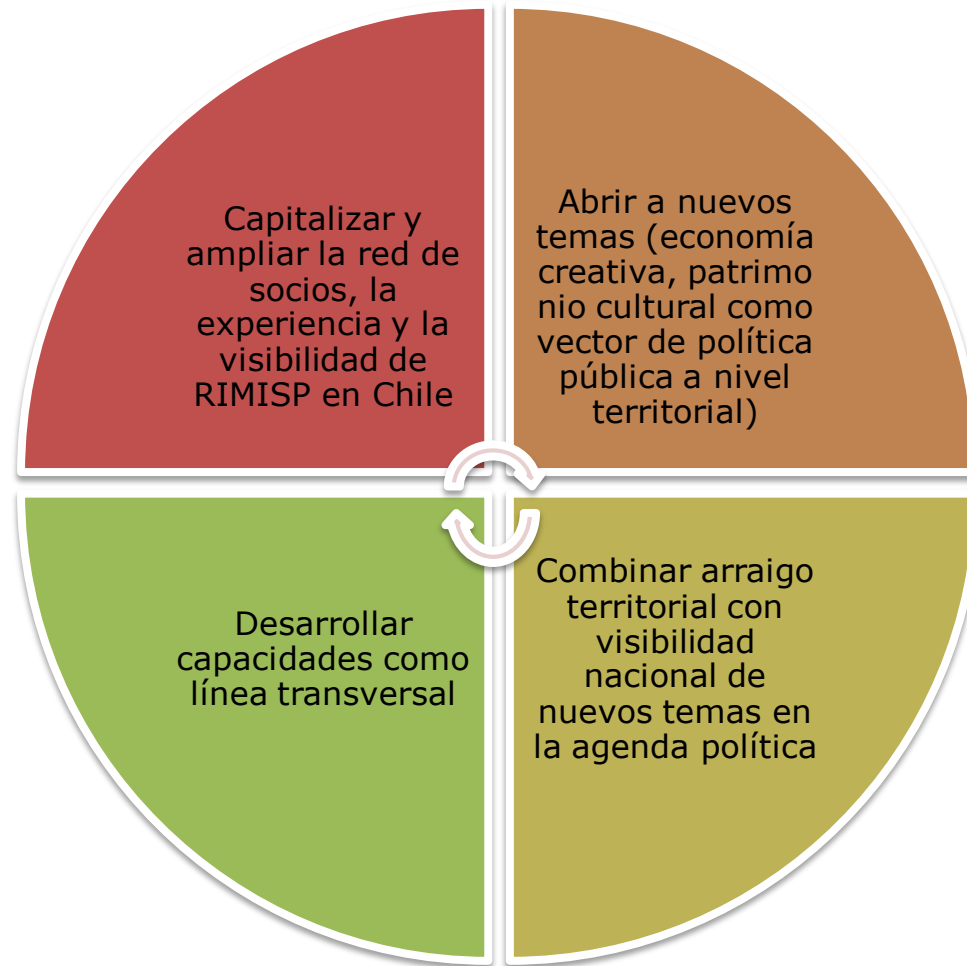 Capitalizar y
ampliar la red de
socios, la
experiencia y la
visibilidad de
RIMISP en Chile
Abrir a nuevos
temas (economía
creativa, patrimo
nio cultural como
vector de política
pública a nivel
territorial)
Desarrollar
capacidades como
línea transversal
Combinar arraigo
territorial con
visibilidad
nacional de
nuevos temas en
la agenda política